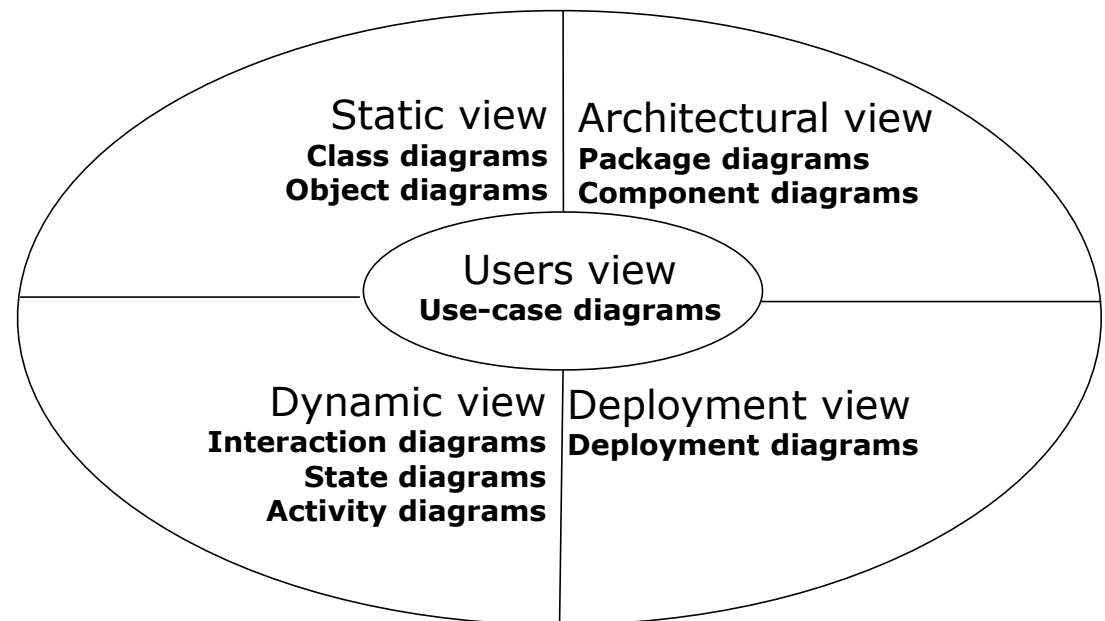 Static view
Class diagrams
Object diagrams
Architectural view
Package diagrams
Component diagrams
Users view
Use-case diagrams
Dynamic view
Interaction diagrams
State diagrams
Activity diagrams
Deployment view
Deployment diagrams